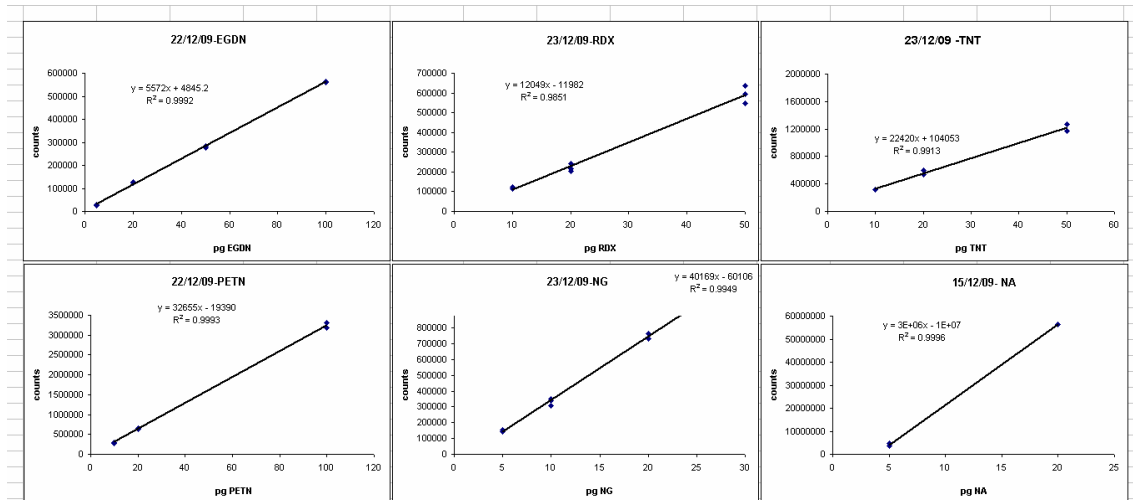 22/12/09-EGDN
y = 5572x + 4845.2
R² = 0.9992
600000
500000
400000
300000
200000
100000
0
counts
0 20 40 60 80 100 120
pg EGDN
23/12/09-RDX
y = 12049x - 11982
R² = 0.9851
700000
600000
500000
400000
300000
200000
100000
0
counts
0 10 20 30 40 50
pg RDX
23/12/09 -TNT
y = 22420x + 104053
R² = 0.9913
2000000
1600000
1200000
800000
400000
0
counts
0 10 20 30 40 50 60
pg TNT
22/12/09-PETN
y = 32655x - 19390
R² = 0.9993
3500000
3000000
2500000
2000000
1500000
1000000
500000
0
counts
0 20 40 60 80 100 120
pg PETN
23/12/09-NG
y = 40169x - 60106
R² = 0.9949
800000
700000
600000
500000
400000
300000
200000
100000
0
counts
0 5 10 15 20 25 30
pg NG
15/12/09- NA
y = 3E+06x - 1E+07
R² = 0.9996
60000000
50000000
40000000
30000000
20000000
10000000
0
counts
0 5 10 15 20 25
pg NA